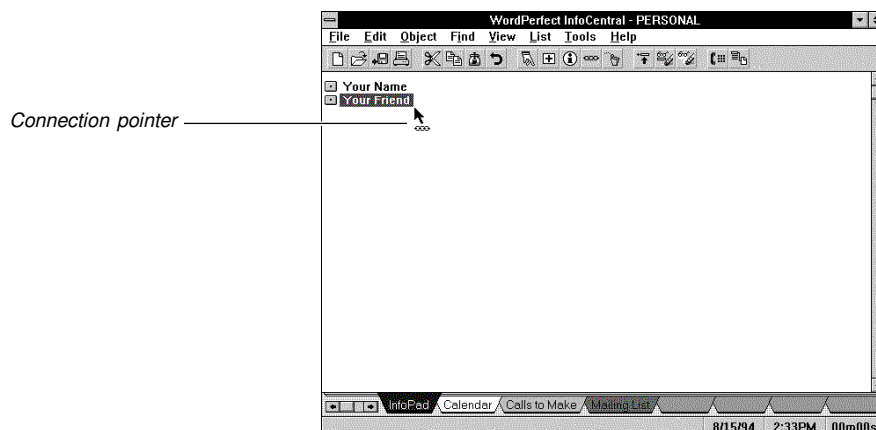 WordPerfect InfoCentral - PERSONAL
File Edit Object Find View List Tools Help
Your Name
Your Friend
Connection pointer
InfoPad Calendar Calls to Make Mailing List
8/15/94 2:33PM 00m00s